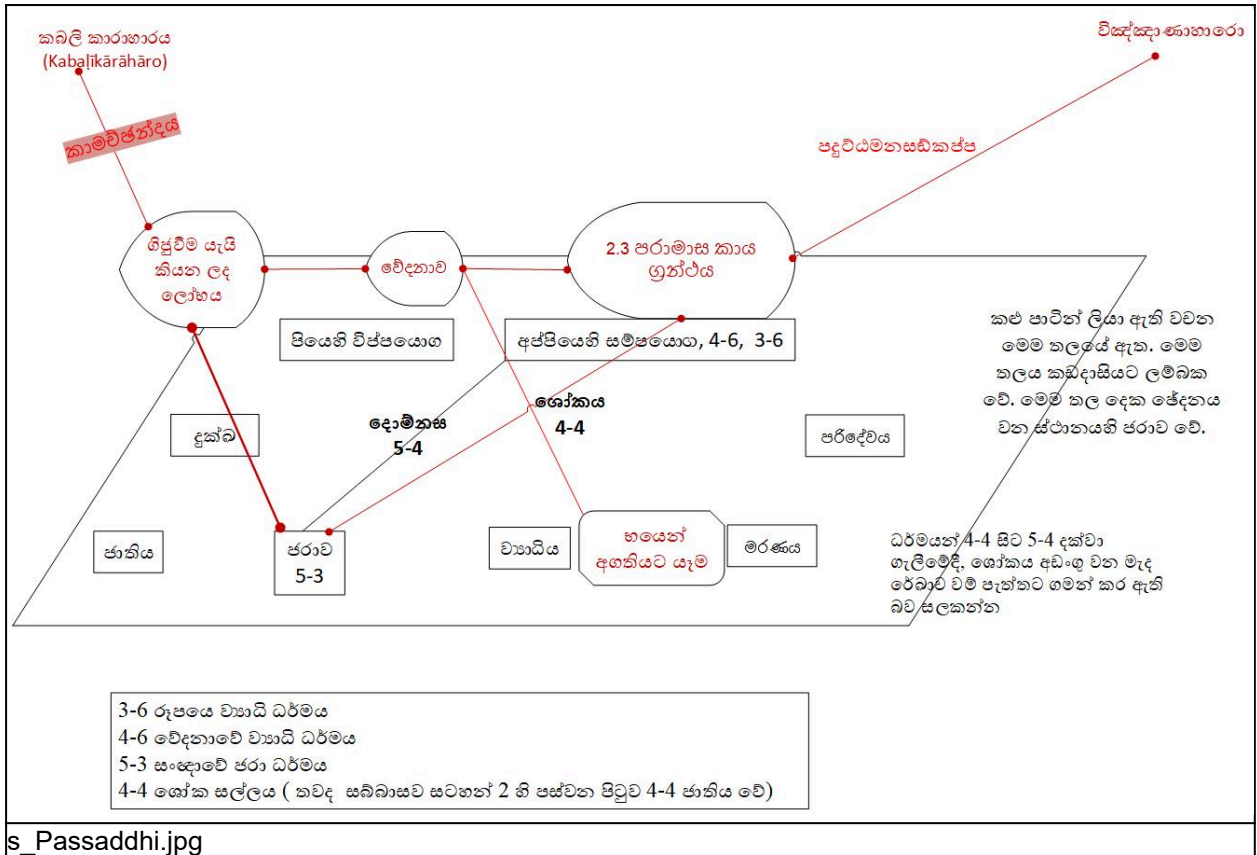 කබලි කාරාහාරය
(Kabaḷīkārāhāro)
විඤ්ඤාණාහාරො
කාමච්ඡන්දය
පදුට්ඨමනසඩ්කප්ප
ගිජුවීම යැයි
කියන ලද
ලෝභය
වේදනාව
2.3 පරාමාස කාය
ග්‍රන්ථය
පියෙහි විප්පයොග
අප්පියෙහි සම්පයොග, 4-6, 3-6
කළු පාටින් ලියා ඇති වචන
මෙම තලයේ ඇත. මෙම
තලය කඩදාසියට ලම්බක
වේ. මෙම තල දෙක ඡේදනය
වන ස්ථානයහි ජරාව වේ.
දුක්ඛ
දොම්නස
5-4
ශෝකය
4-4
පරිදේවය
ජාතිය
ජරාව
5-3
ව්‍යාධිය
භයෙන්
අගතියට යෑම
මරණය
ධර්මයන් 4-4 සිට 5-4 දක්වා
ගැලීමේදී, ශෝකය අඩංගු වන මැද
රේඛාව වම් පැත්තට ගමන් කර ඇති
බව සලකන්න
3-6 රූපයෙ ව්‍යාධි ධර්මය
4-6 වේදනාවේ ව්‍යාධි ධර්මය
5-3 සංඥාවේ ජරා ධර්මය
4-4 ශෝක සල්ලය ( තවද සබ්බාසව සටහන් 2 හි පස්වන පිටුව 4-4 ජාතිය වේ)
s_Passaddhi.jpg